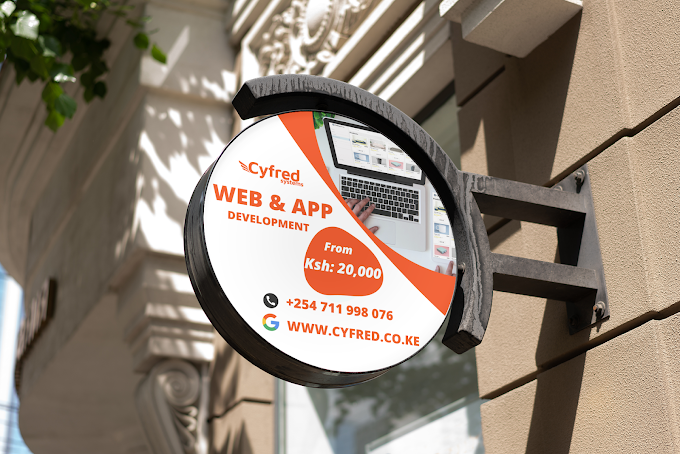 Cyfred
systems
WEB & APP
DEVELOPMENT
From
Ksh: 20,000
+254 711 998 076
WWW.CYFRED.CO.KE